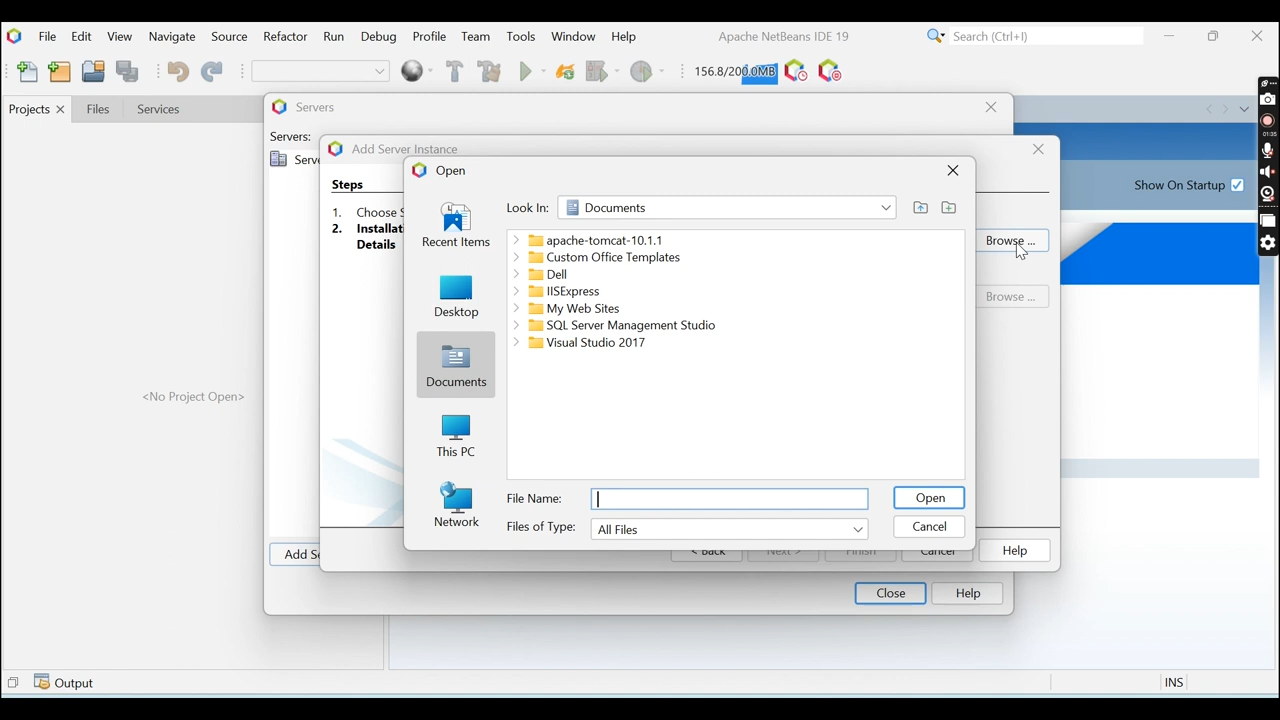 File Edit View Navigate Source Refactor Run Debug Profile Team Tools Window Help Apache NetBeans IDE 19 Search (Ctrl+I)
156.8/200.0MB
Projects Files Services
Servers
Servers:
Add Server Instance
Open
Steps
1. Choose
2. Installat
Details
Show On Startup
Look In: Documents
Recent Items
Desktop
Documents
This PC
Network
apache-tomcat-10.1.1
Custom Office Templates
Dell
IISExpress
My Web Sites
SQL Server Management Studio
Visual Studio 2017
Browse ...
Browse ...
<No Project Open>
File Name: Open
Files of Type: All Files Cancel
Add Se
< Back Next > Finish Cancel Help
Close Help
Output
INS
01:35